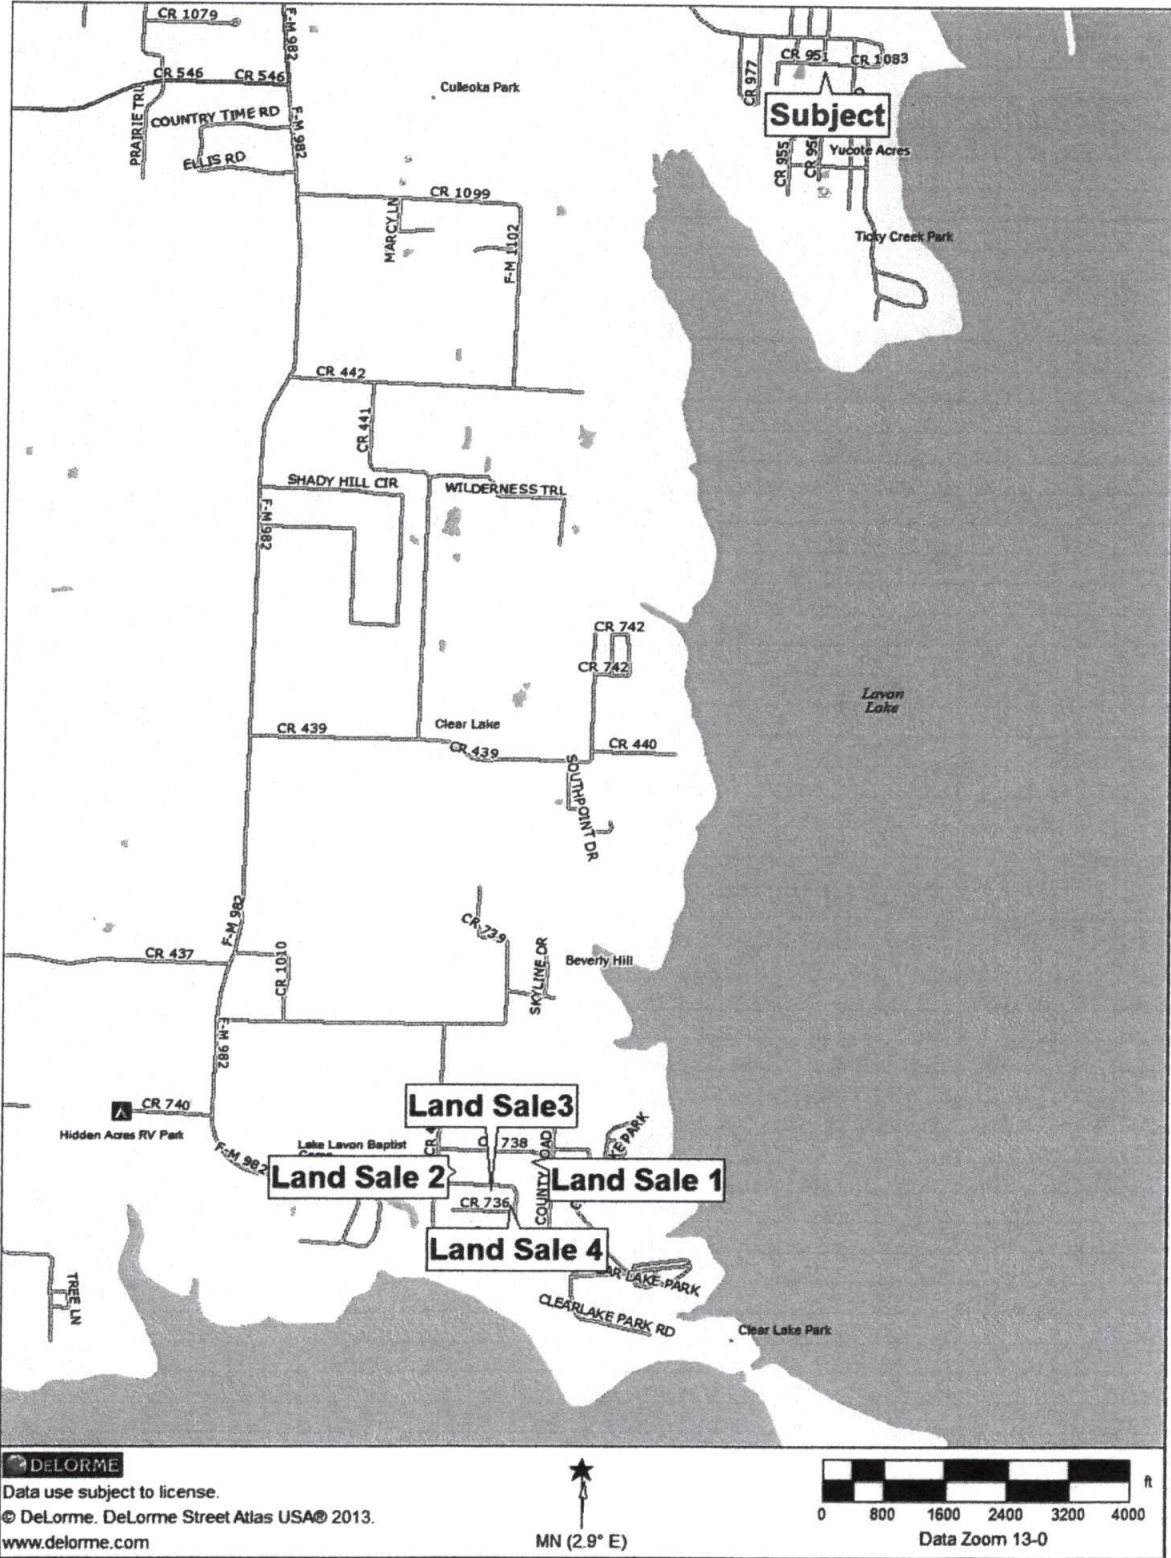 CR 1079
F-M 982
CR 546
CR 546
PRAIRIE TRL
COUNTRY TIME RD
F-M 982
ELLIS RD
Culleoka Park
CR 977
CR 951
CR 1083
Subject
CR 955
Yucote Acres
Ticky Creek Park
CR 1099
MARCY LN
F-M 1102
CR 442
CR 441
SHADY HILL CIR
WILDERNESS TRL
F-M 982
CR 742
CR 742
Lavon
Lake
CR 439
Clear Lake
CR 439
CR 440
SOUTHPOINT DR
F-M 982
CR 739
CR 437
CR 1010
SKYLINE DR
Beverly Hill
F-M 982
CR 740
Hidden Acres RV Park
Land Sale3
F-M 982
Lake Lavon Baptist
738
Land Sale 2
Land Sale 1
CR 736
Land Sale 4
TREE LN
LAKE PARK
CLEARLAKE PARK RD
Clear Lake Park
DELORME
Data use subject to license.
© DeLorme. DeLorme Street Atlas USA® 2013.
www.delorme.com
MN (2.9° E)
ft
0 800 1600 2400 3200 4000
Data Zoom 13-0